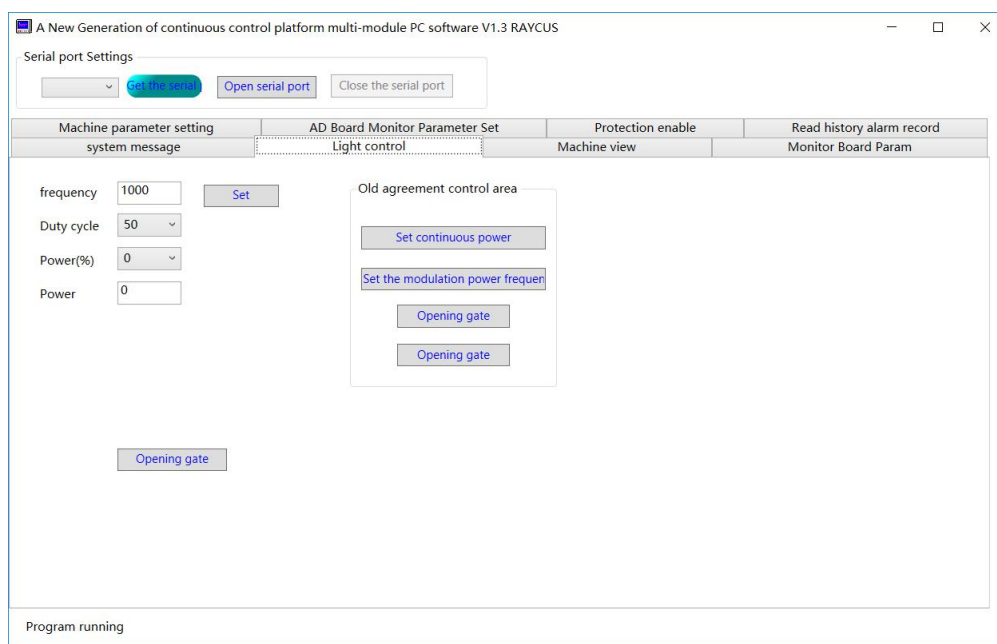 A New Generation of continuous control platform multi-module PC software V1.3 RAYCUS
Serial port Settings
Get the serial
Open serial port
Close the serial port
Machine parameter setting
AD Board Monitor Parameter Set
Protection enable
Read history alarm record
system message
Light control
Machine view
Monitor Board Param
frequency
1000
Set
Duty cycle
50
Power(%)
0
Power
0
Old agreement control area
Set continuous power
Set the modulation power frequen
Opening gate
Opening gate
Opening gate
Program running